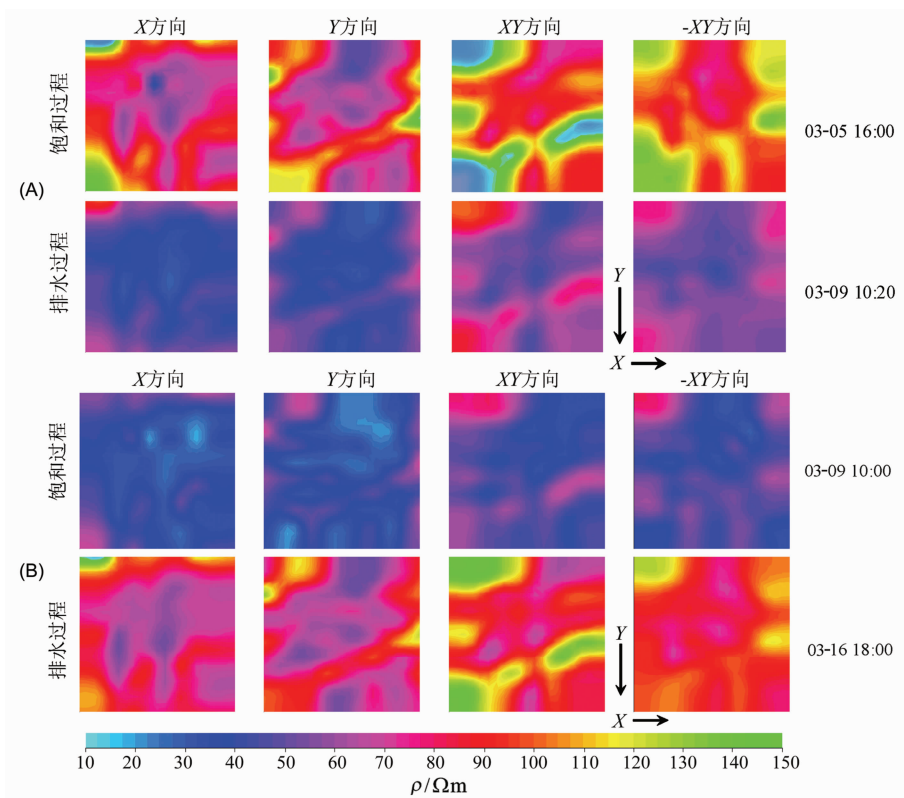 X方向 Y方向 XY方向 -XY方向
饱和过程
03-05 16:00
(A)
排水过程
Y
X
03-09 10:20
X方向 Y方向 XY方向 -XY方向
饱和过程
03-09 10:00
(B)
排水过程
Y
X
03-16 18:00
10 20 30 40 50 60 70 80 90 100 110 120 130 140 150
ρ/Ωm